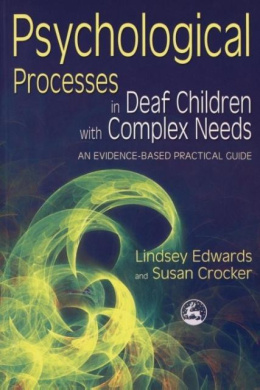 Psychological
Processes
in Deaf Children
with Complex Needs
AN EVIDENCE-BASED PRACTICAL GUIDE
Lindsey Edwards
and Susan Crocker